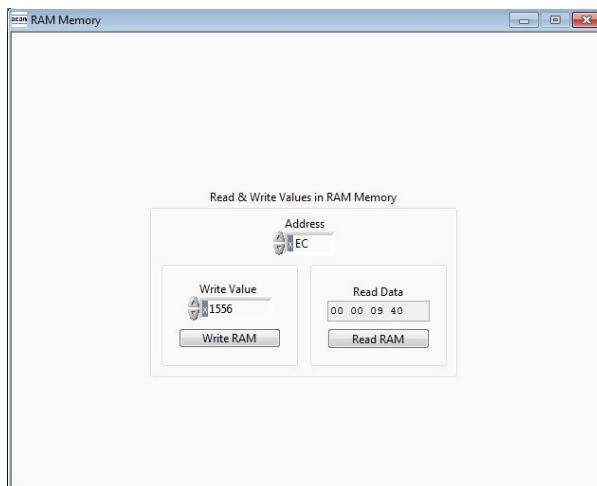 acan RAM Memory
Read & Write Values in RAM Memory
Address
x EC
Write Value
x 1556
Write RAM
Read Data
00 00 09 40
Read RAM